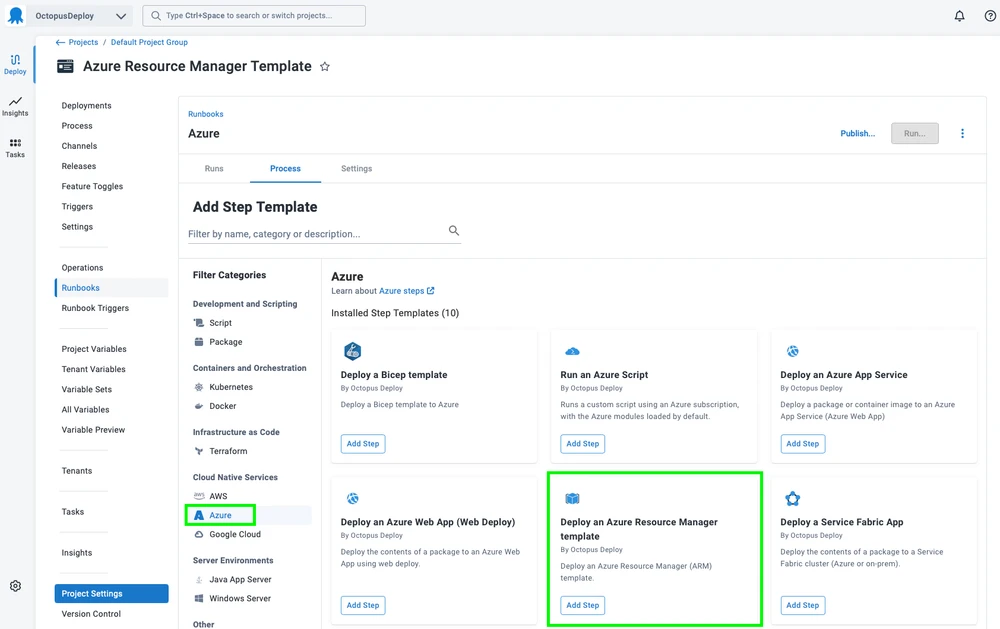 OctopusDeploy
Type Ctrl+Space to search or switch projects...
Deploy
Insights
Tasks
← Projects / Default Project Group
Azure Resource Manager Template
Deployments
Process
Channels
Releases
Feature Toggles
Triggers
Settings
Operations
Runbooks
Runbook Triggers
Project Variables
Tenant Variables
Variable Sets
All Variables
Variable Preview
Tenants
Tasks
Insights
Project Settings
Version Control
Runbooks
Azure
Publish...
Run...
Runs
Process
Settings
Add Step Template
Filter by name, category or description...
Filter Categories
Development and Scripting
Script
Package
Containers and Orchestration
Kubernetes
Docker
Infrastructure as Code
Terraform
Cloud Native Services
aws AWS
Azure
Google Cloud
Server Environments
Java App Server
Windows Server
Other
Azure
Learn about Azure steps
Installed Step Templates (10)
Deploy a Bicep template
By Octopus Deploy
Deploy a Bicep template to Azure
Add Step
Run an Azure Script
By Octopus Deploy
Runs a custom script using an Azure subscription,
with the Azure modules loaded by default.
Add Step
Deploy an Azure App Service
By Octopus Deploy
Deploy a package or container image to an Azure
App Service (Azure Web App)
Add Step
Deploy an Azure Web App (Web Deploy)
By Octopus Deploy
Deploy the contents of a package to an Azure Web
App using web deploy.
Add Step
Deploy an Azure Resource Manager
template
By Octopus Deploy
Deploy an Azure Resource Manager (ARM)
template.
Add Step
Deploy a Service Fabric App
By Octopus Deploy
Deploy the contents of a package to a Service
Fabric cluster (Azure or on-prem).
Add Step